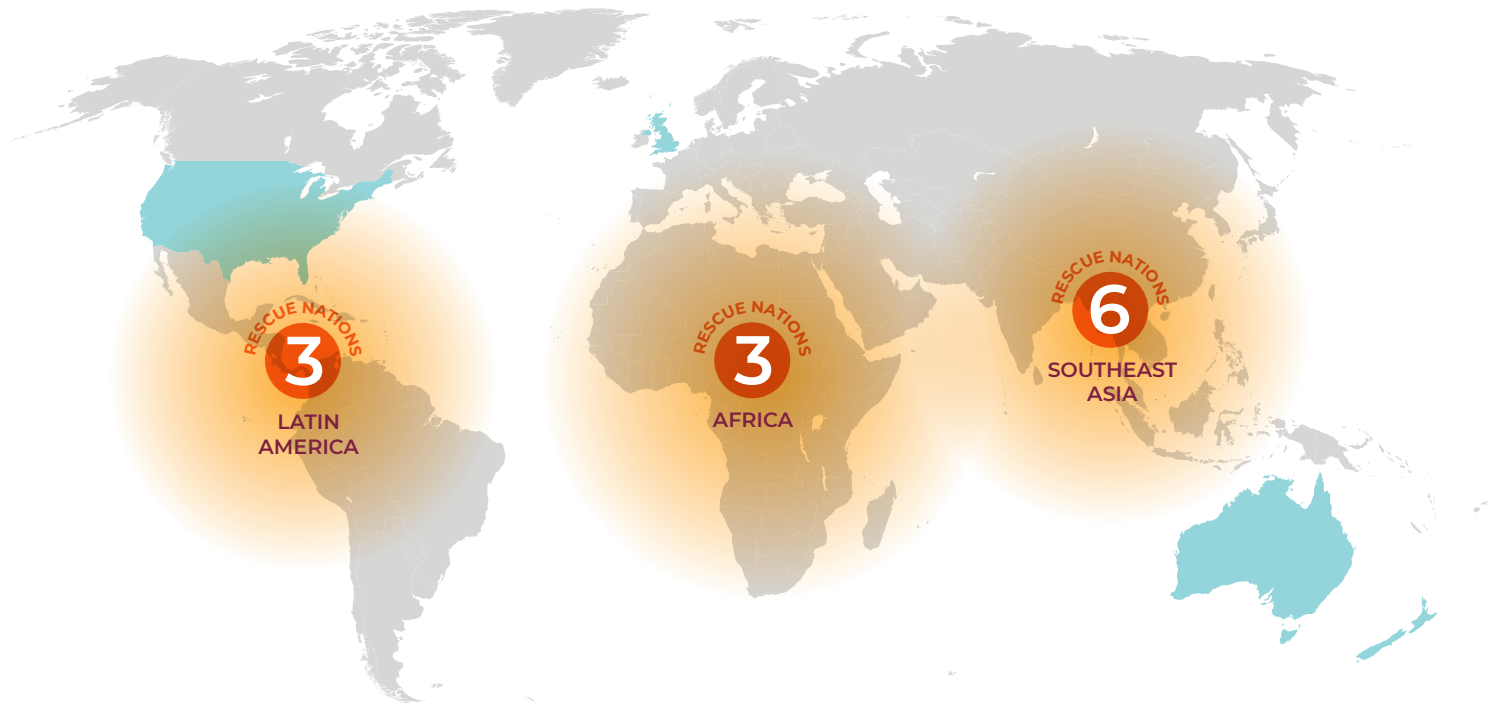 RESCUE NATIONS
3
LATIN
AMERICA
RESCUE NATIONS
3
AFRICA
RESCUE NATIONS
6
SOUTHEAST
ASIA